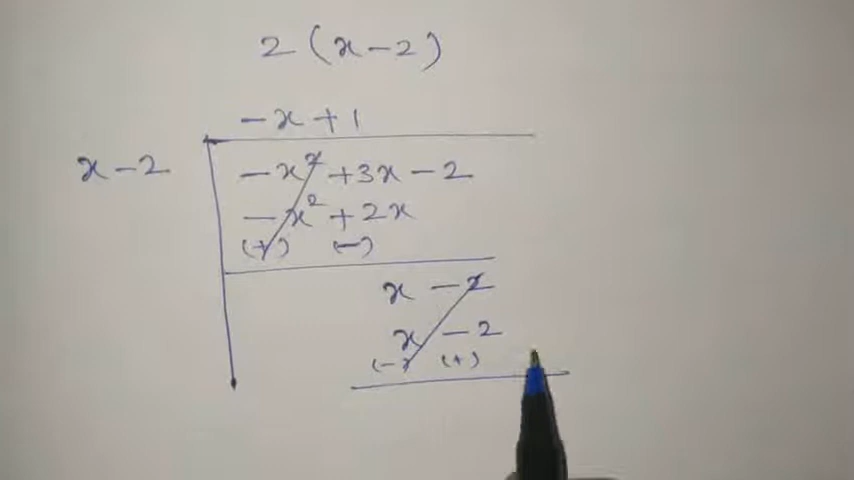 2 (x - 2)
- x + 1
x - 2
- x² + 3x - 2
- x² + 2x
(+) (-)
x - 2
x - 2
(-) (+)